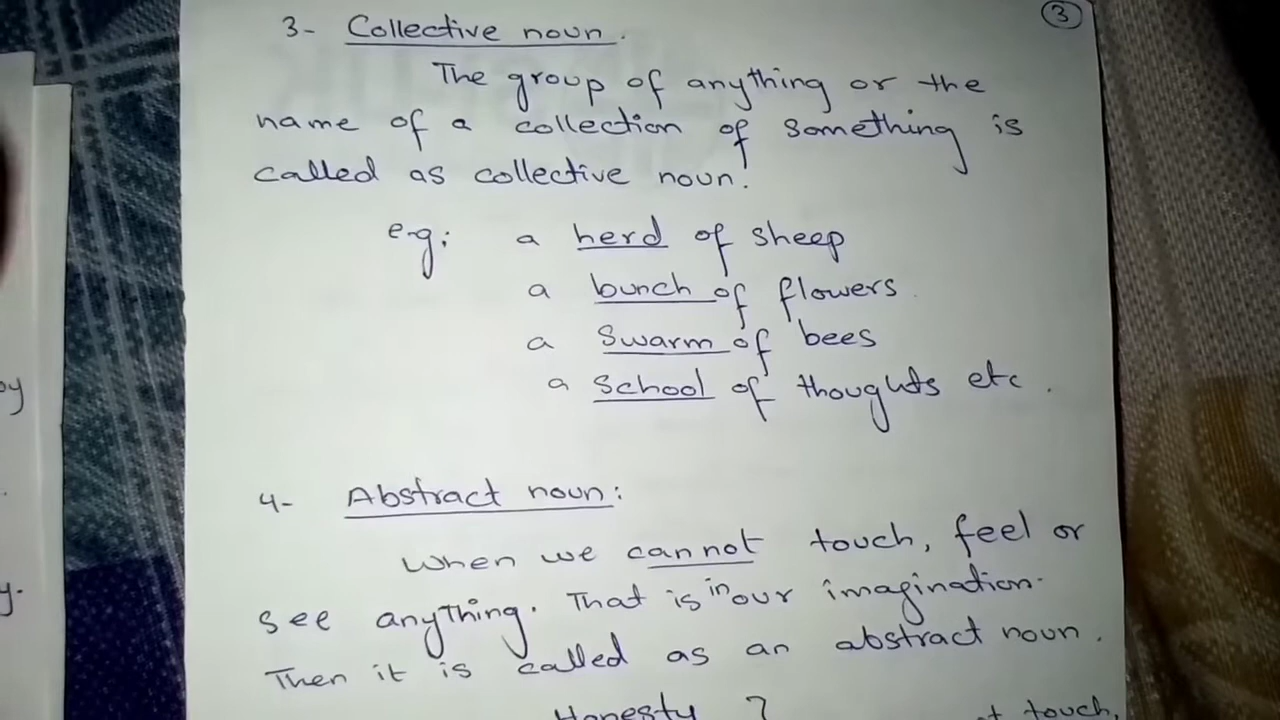 3
3- Collective noun.
The group of anything or the
name of a collection of something is
called as collective noun.
e.g: a herd of sheep
a bunch of flowers.
a swarm of bees
a school of thoughts etc.
4- Abstract noun:
When we cannot touch, feel or
see anything. That is in our imagination.
Then it is called as an abstract noun.
Honesty
touch,